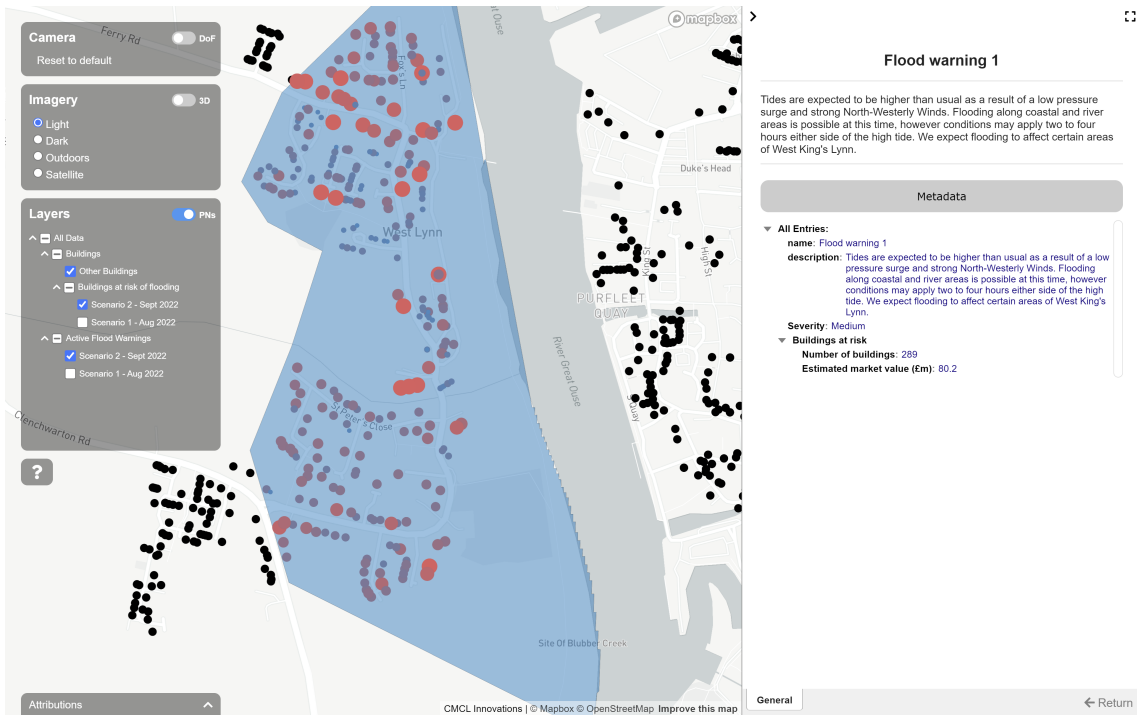 Camera
DoF
Reset to default
Imagery
3D
Light
Dark
Outdoors
Satellite
Layers
PNs
All Data
Buildings
Other Buildings
Buildings at risk of flooding
Scenario 2 - Sept 2022
Scenario 1 - Aug 2022
Active Flood Warnings
Scenario 2 - Sept 2022
Scenario 1 - Aug 2022
?
Attributions
Ferry Rd
Fox's Ln
West Lynn
St Peter's Close
Clenchwarton Rd
at Ouse
River Great Ouse
Duke's Head
King St
High St
PURFLEET
QUAY
S Quay
Site Of Blubber Creek
mapbox
CMCL Innovations | © Mapbox © OpenStreetMap Improve this map
Flood warning 1
Tides are expected to be higher than usual as a result of a low pressure
surge and strong North-Westerly Winds. Flooding along coastal and river
areas is possible at this time, however conditions may apply two to four
hours either side of the high tide. We expect flooding to affect certain areas
of West King's Lynn.
Metadata
All Entries:
name: Flood warning 1
description: Tides are expected to be higher than usual as a result of a low
pressure surge and strong North-Westerly Winds. Flooding
along coastal and river areas is possible at this time, however
conditions may apply two to four hours either side of the high
tide. We expect flooding to affect certain areas of West King's
Lynn.
Severity: Medium
Buildings at risk
Number of buildings: 289
Estimated market value (£m): 80.2
General
Return